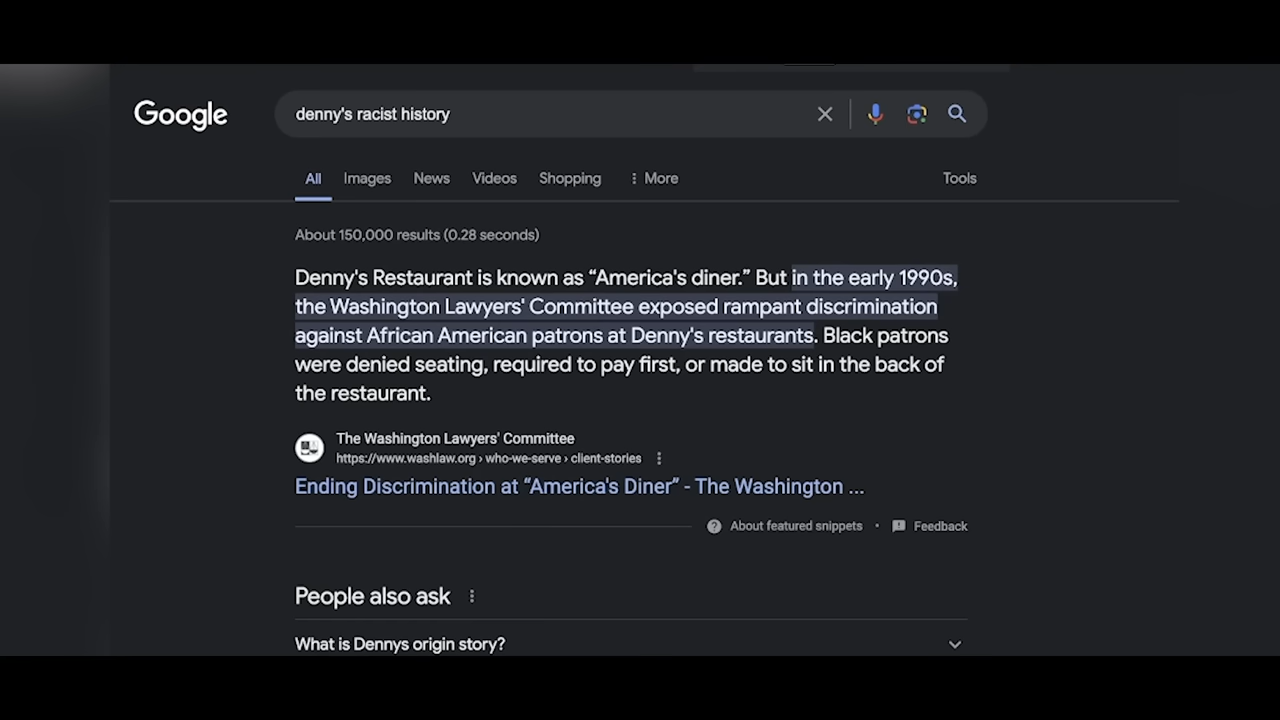 Google
denny's racist history
All Images News Videos Shopping More Tools
About 150,000 results (0.28 seconds)
Denny's Restaurant is known as “America's diner.” But in the early 1990s,
the Washington Lawyers' Committee exposed rampant discrimination
against African American patrons at Denny's restaurants. Black patrons
were denied seating, required to pay first, or made to sit in the back of
the restaurant.
The Washington Lawyers' Committee
https://www.washlaw.org › who-we-serve › client-stories
Ending Discrimination at “America's Diner” - The Washington ...
About featured snippets • Feedback
People also ask
What is Dennys origin story?